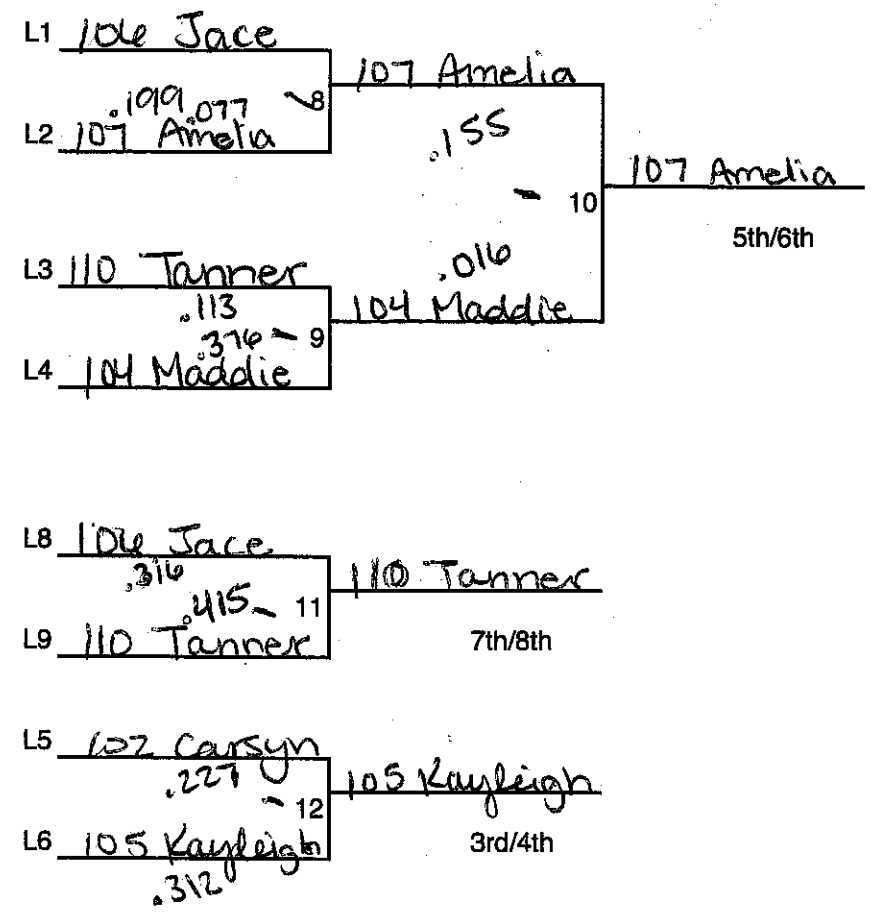 L1 106 Jace
107 Amelia
.199 .077 8
L2 107 Amelia
.155
107 Amelia
10
5th/6th
L3 110 Tanner
.016
.113
104 Maddie
.376 9
L4 104 Maddie
L8 106 Jace
.316
110 Tanner
.415 11
L9 110 Tanner
7th/8th
L5 102 Carsyn
.227
105 Kayleigh
12
L6 105 Kayleigh
3rd/4th
.312